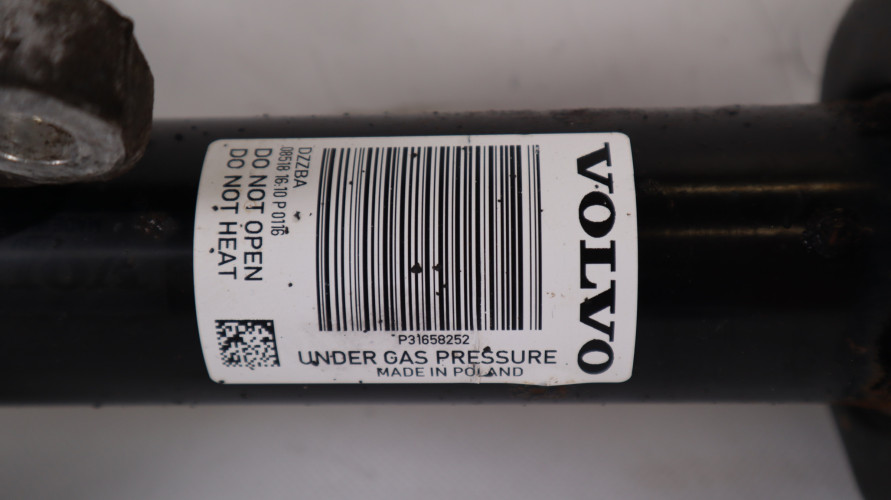 VOLVO
P31658252
UNDER GAS PRESSURE
MADE IN POLAND
DZZBA
08518 16:10 P 0116
DO NOT OPEN
DO NOT HEAT